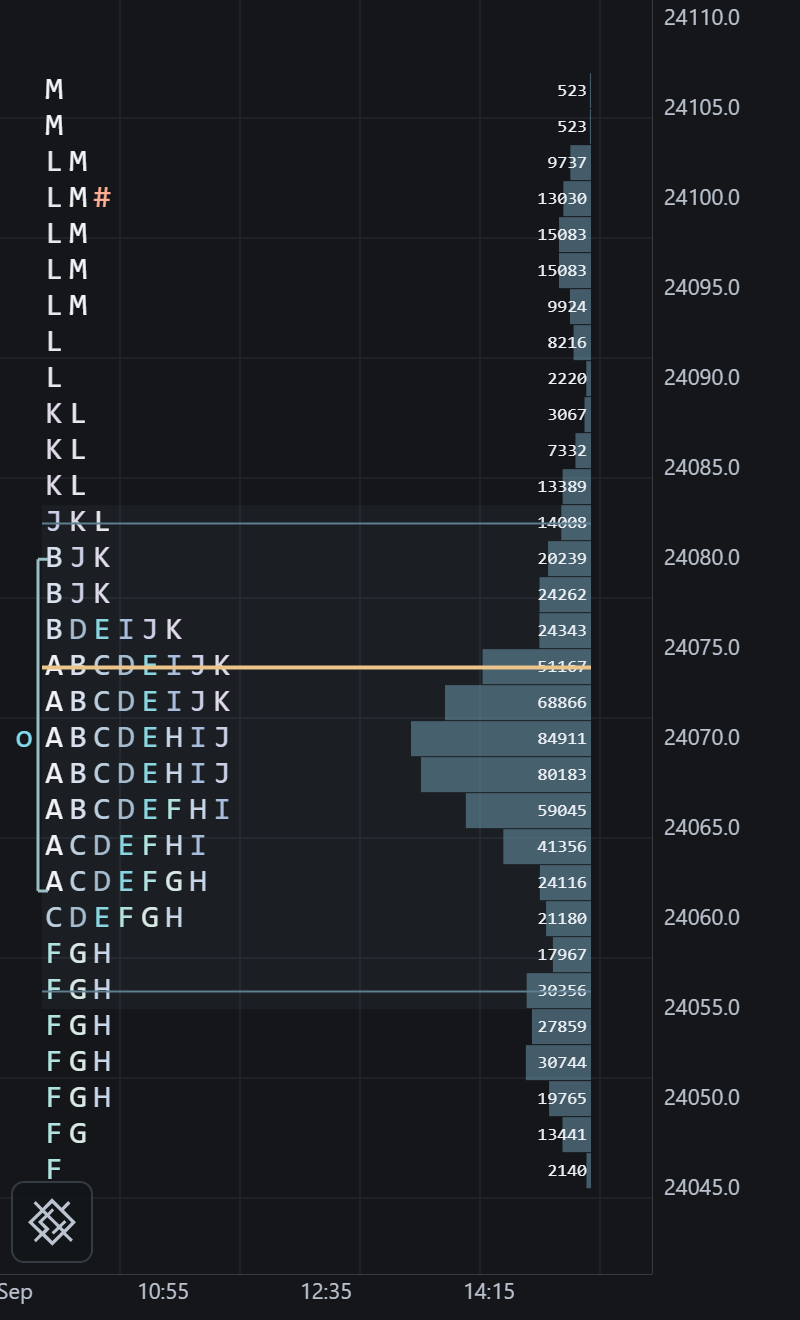 24110.0
M 523
24105.0
M 523
L M 9737
L M # 13030 24100.0
L M 15083
L M 15083
24095.0
L M 9924
L 8216
L 2220 24090.0
K L 3067
K L 7332
24085.0
K L 13389
J K L 14008
B J K 20239 24080.0
B J K 24262
B D E I J K 24343
24075.0
A B C D E I J K 51167
A B C D E I J K 68866
O A B C D E H I J 84911 24070.0
A B C D E H I J 80183
A B C D E F H I 59045
24065.0
A C D E F H I 41356
A C D E F G H 24116
C D E F G H 21180 24060.0
F G H 17967
F G H 30356
24055.0
F G H 27859
F G H 30744
F G H 19765 24050.0
F G 13441
F 2140
24045.0
Sep 10:55 12:35 14:15